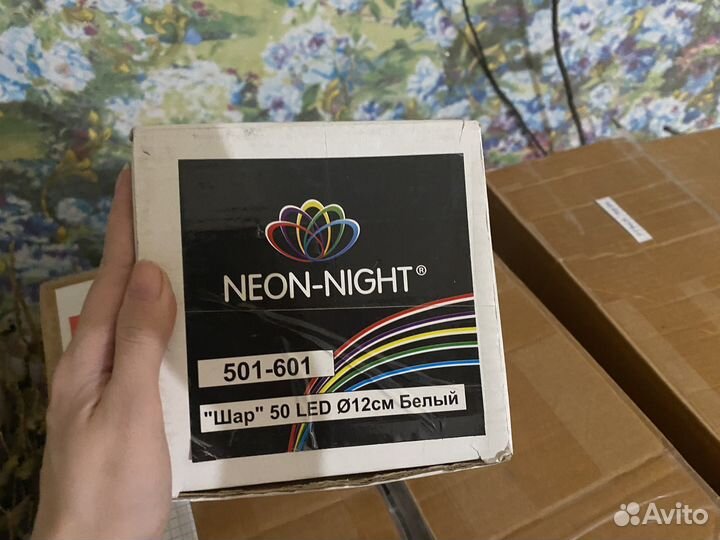 NEON-NIGHT®
501-601
"Шар" 50 LED Ø12см Белый
Avito